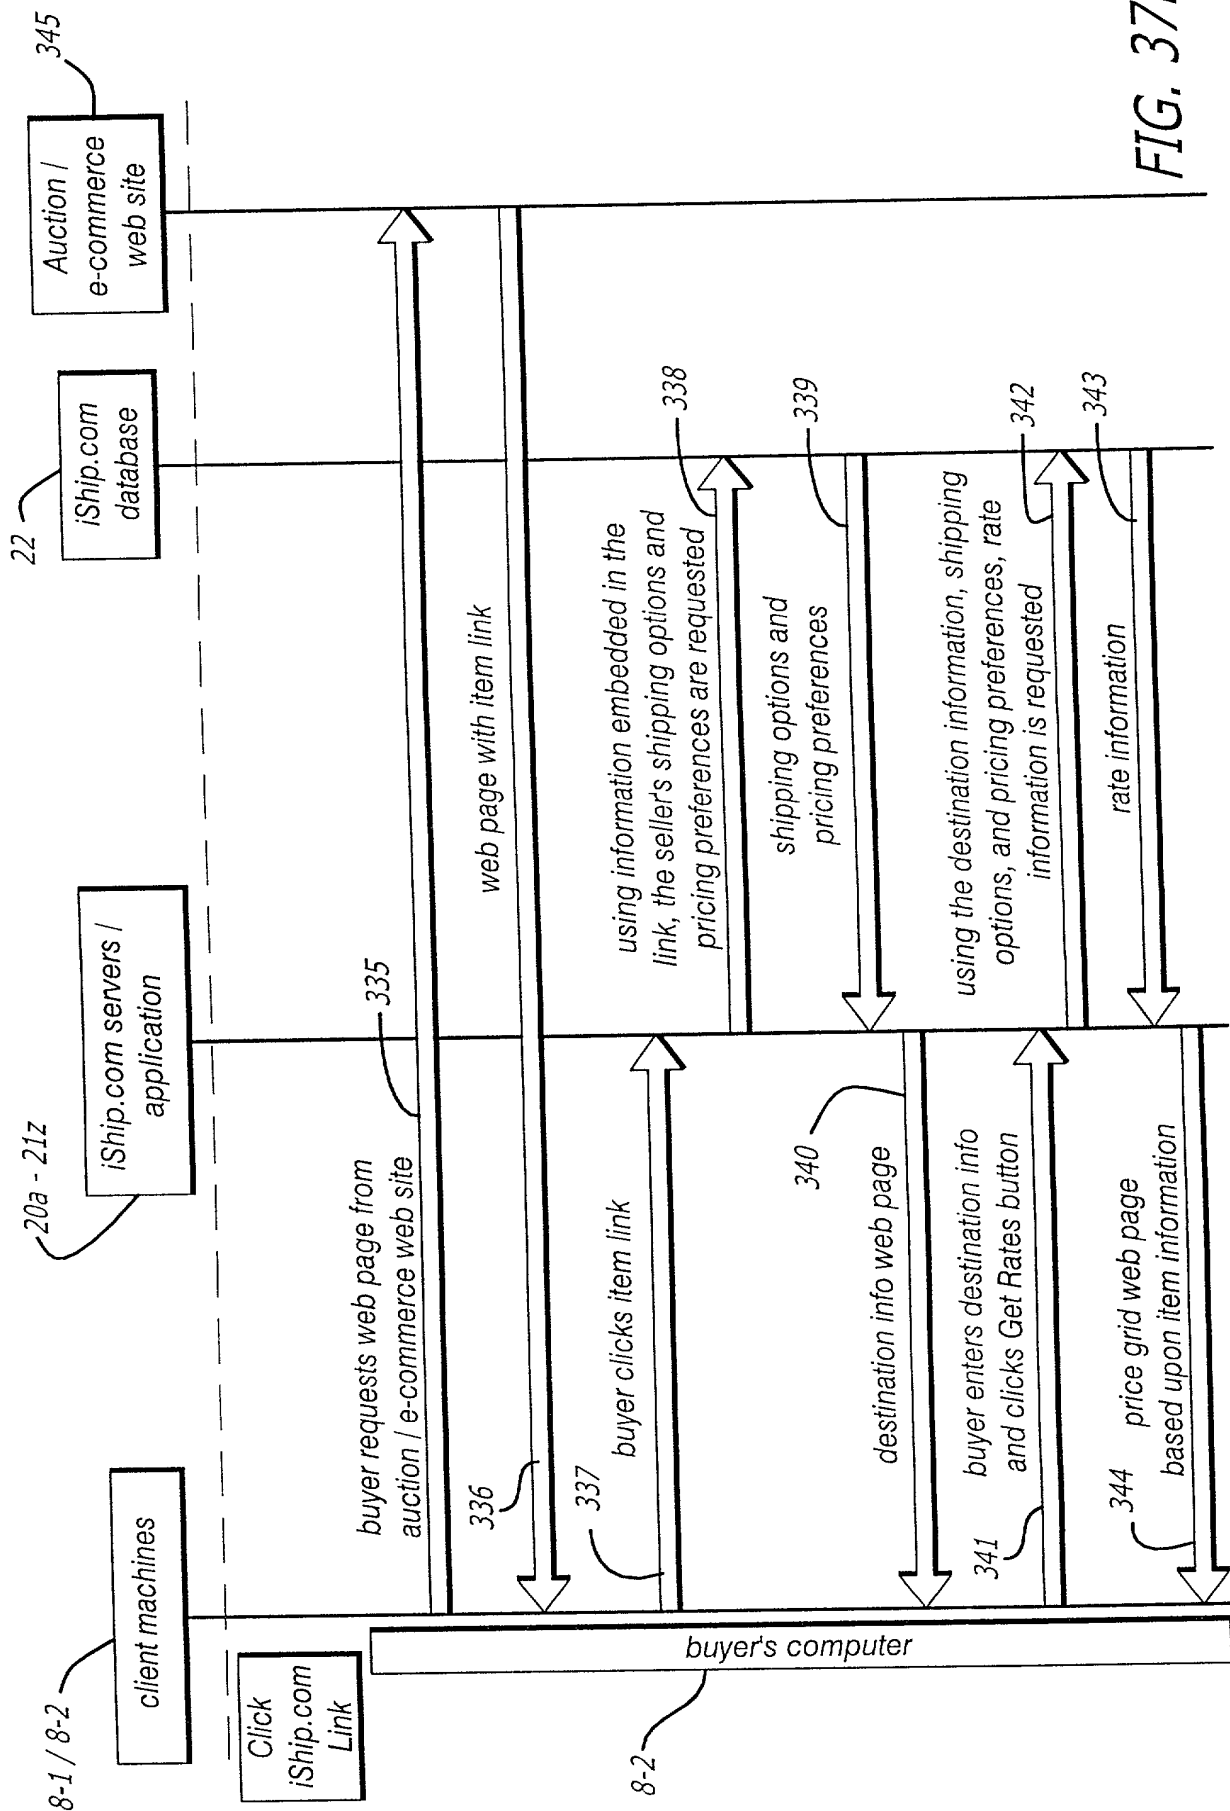 8-1 / 8-2
client machines
20a - 21z
iShip.com servers /
application
22
iShip.com
database
345
Auction /
e-commerce
web site
Click
iShip.com
Link
8-2
buyer's computer
buyer requests web page from
auction / e-commerce web site
335
336
web page with item link
337
buyer clicks item link
using information embedded in the
link, the seller's shipping options and
pricing preferences are requested
338
shipping options and
pricing preferences
339
340
destination info web page
341
buyer enters destination info
and clicks Get Rates button
using the destination information, shipping
options, and pricing preferences, rate
information is requested
342
rate information
343
344
price grid web page
based upon item information
FIG. 37